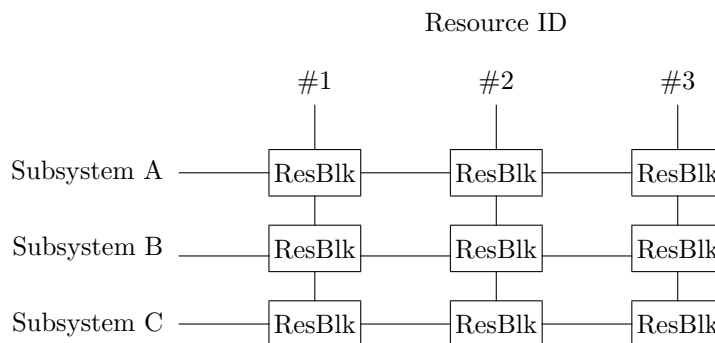 Resource ID
#1 #2 #3
Subsystem A ResBlk ResBlk ResBlk
Subsystem B ResBlk ResBlk ResBlk
Subsystem C ResBlk ResBlk ResBlk